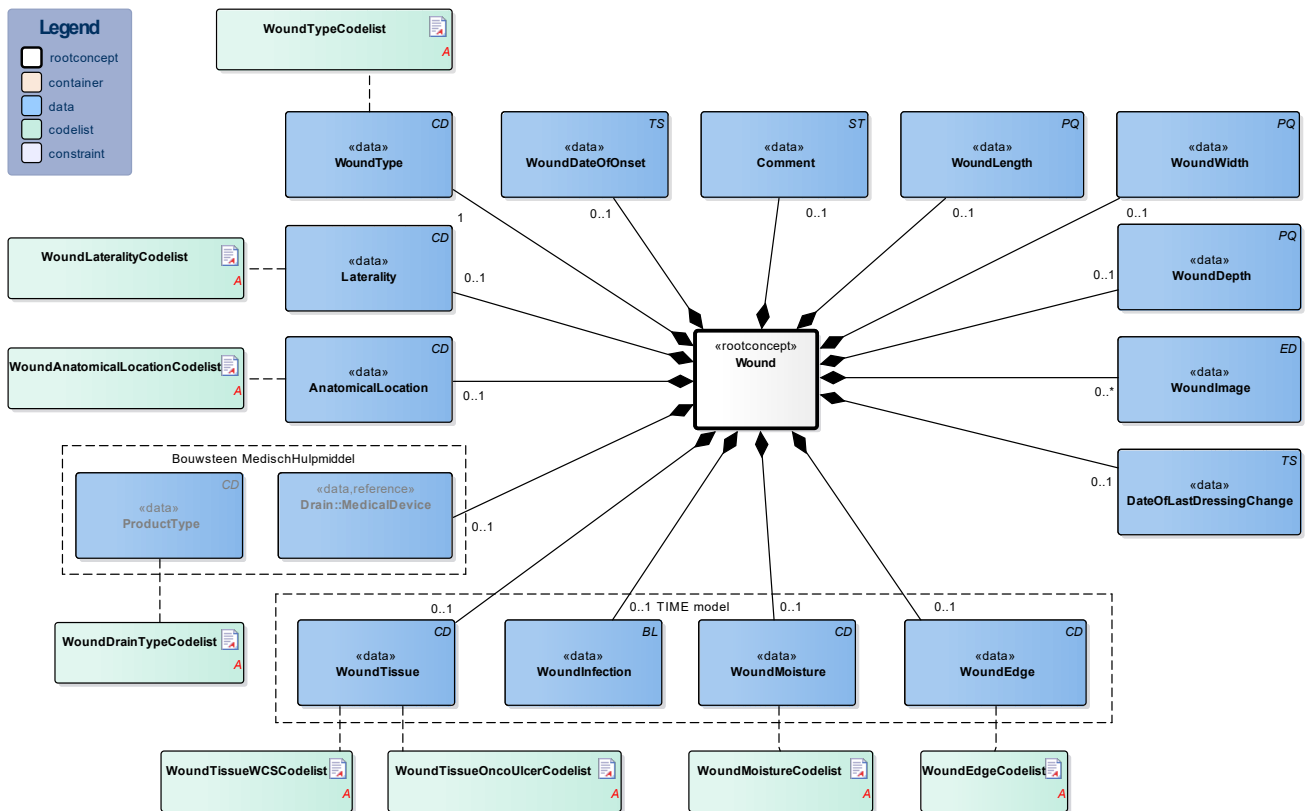 Legend
rootconcept
container
data
codelist
constraint
WoundTypeCodelist
A
CD
«data»
WoundType
1
TS
«data»
WoundDateOfOnset
0..1
ST
«data»
Comment
0..1
PQ
«data»
WoundLength
0..1
PQ
«data»
WoundWidth
0..1
WoundLateralityCodelist
A
CD
«data»
Laterality
0..1
PQ
«data»
WoundDepth
0..1
WoundAnatomicalLocationCodelist
A
CD
«data»
AnatomicalLocation
0..1
«rootconcept»
Wound
ED
«data»
WoundImage
0..*
Bouwsteen MedischHulpmiddel
CD
«data»
ProductType
«data,reference»
Drain::MedicalDevice
0..1
TS
«data»
DateOfLastDressingChange
0..1
WoundDrainTypeCodelist
A
TIME model
0..1
CD
«data»
WoundTissue
0..1
BL
«data»
WoundInfection
0..1
CD
«data»
WoundMoisture
0..1
CD
«data»
WoundEdge
WoundTissueWCSCodelist
A
WoundTissueOncoUlcerCodelist
A
WoundMoistureCodelist
A
WoundEdgeCodelist
A